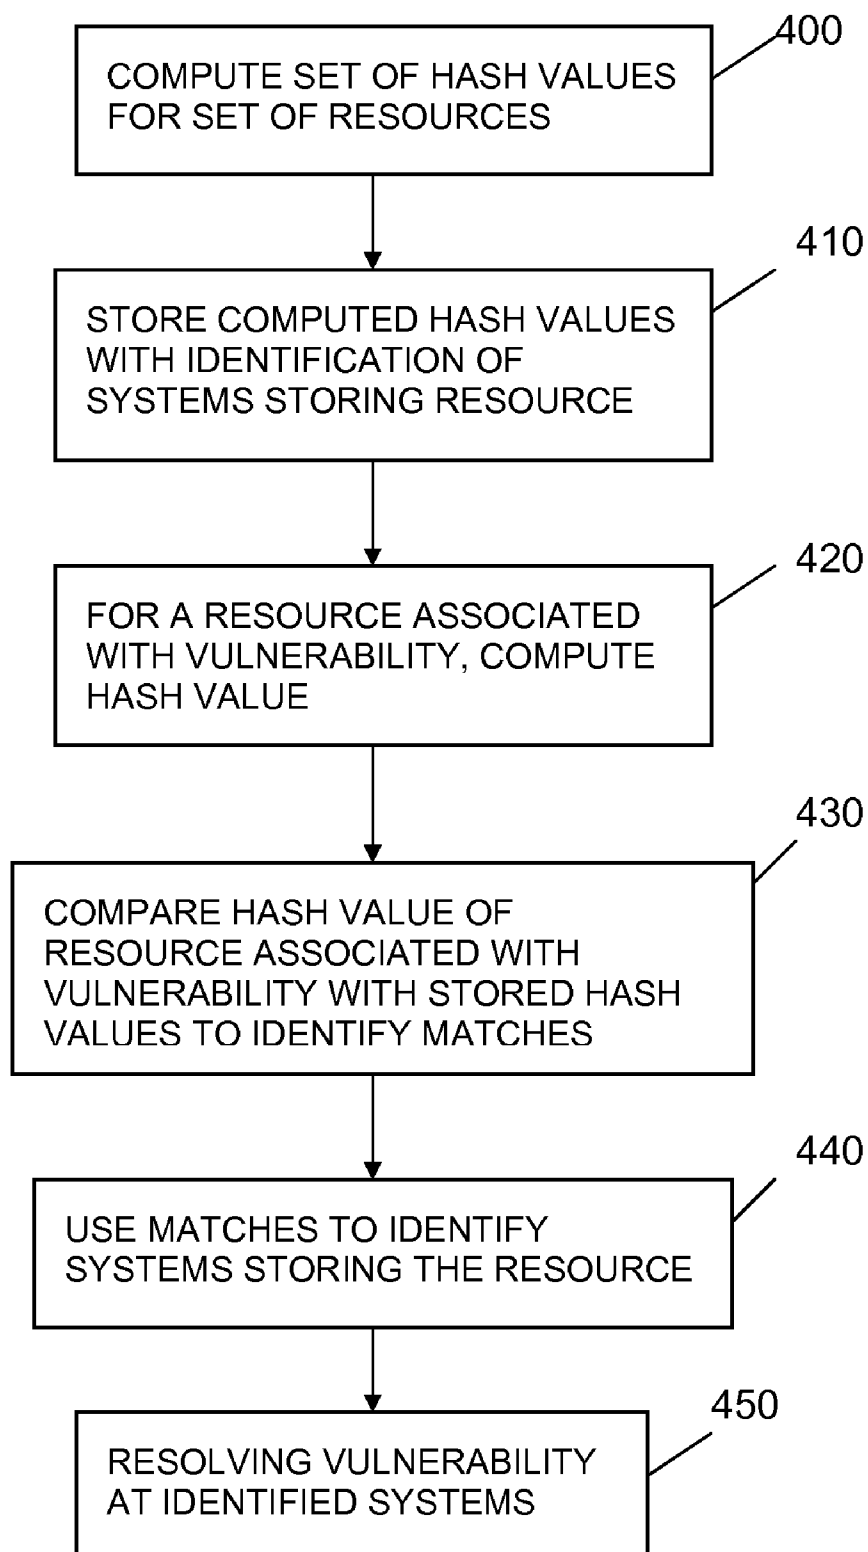 400
COMPUTE SET OF HASH VALUES
FOR SET OF RESOURCES
410
STORE COMPUTED HASH VALUES
WITH IDENTIFICATION OF
SYSTEMS STORING RESOURCE
420
FOR A RESOURCE ASSOCIATED
WITH VULNERABILITY, COMPUTE
HASH VALUE
430
COMPARE HASH VALUE OF
RESOURCE ASSOCIATED WITH
VULNERABILITY WITH STORED HASH
VALUES TO IDENTIFY MATCHES
440
USE MATCHES TO IDENTIFY
SYSTEMS STORING THE RESOURCE
450
RESOLVING VULNERABILITY
AT IDENTIFIED SYSTEMS